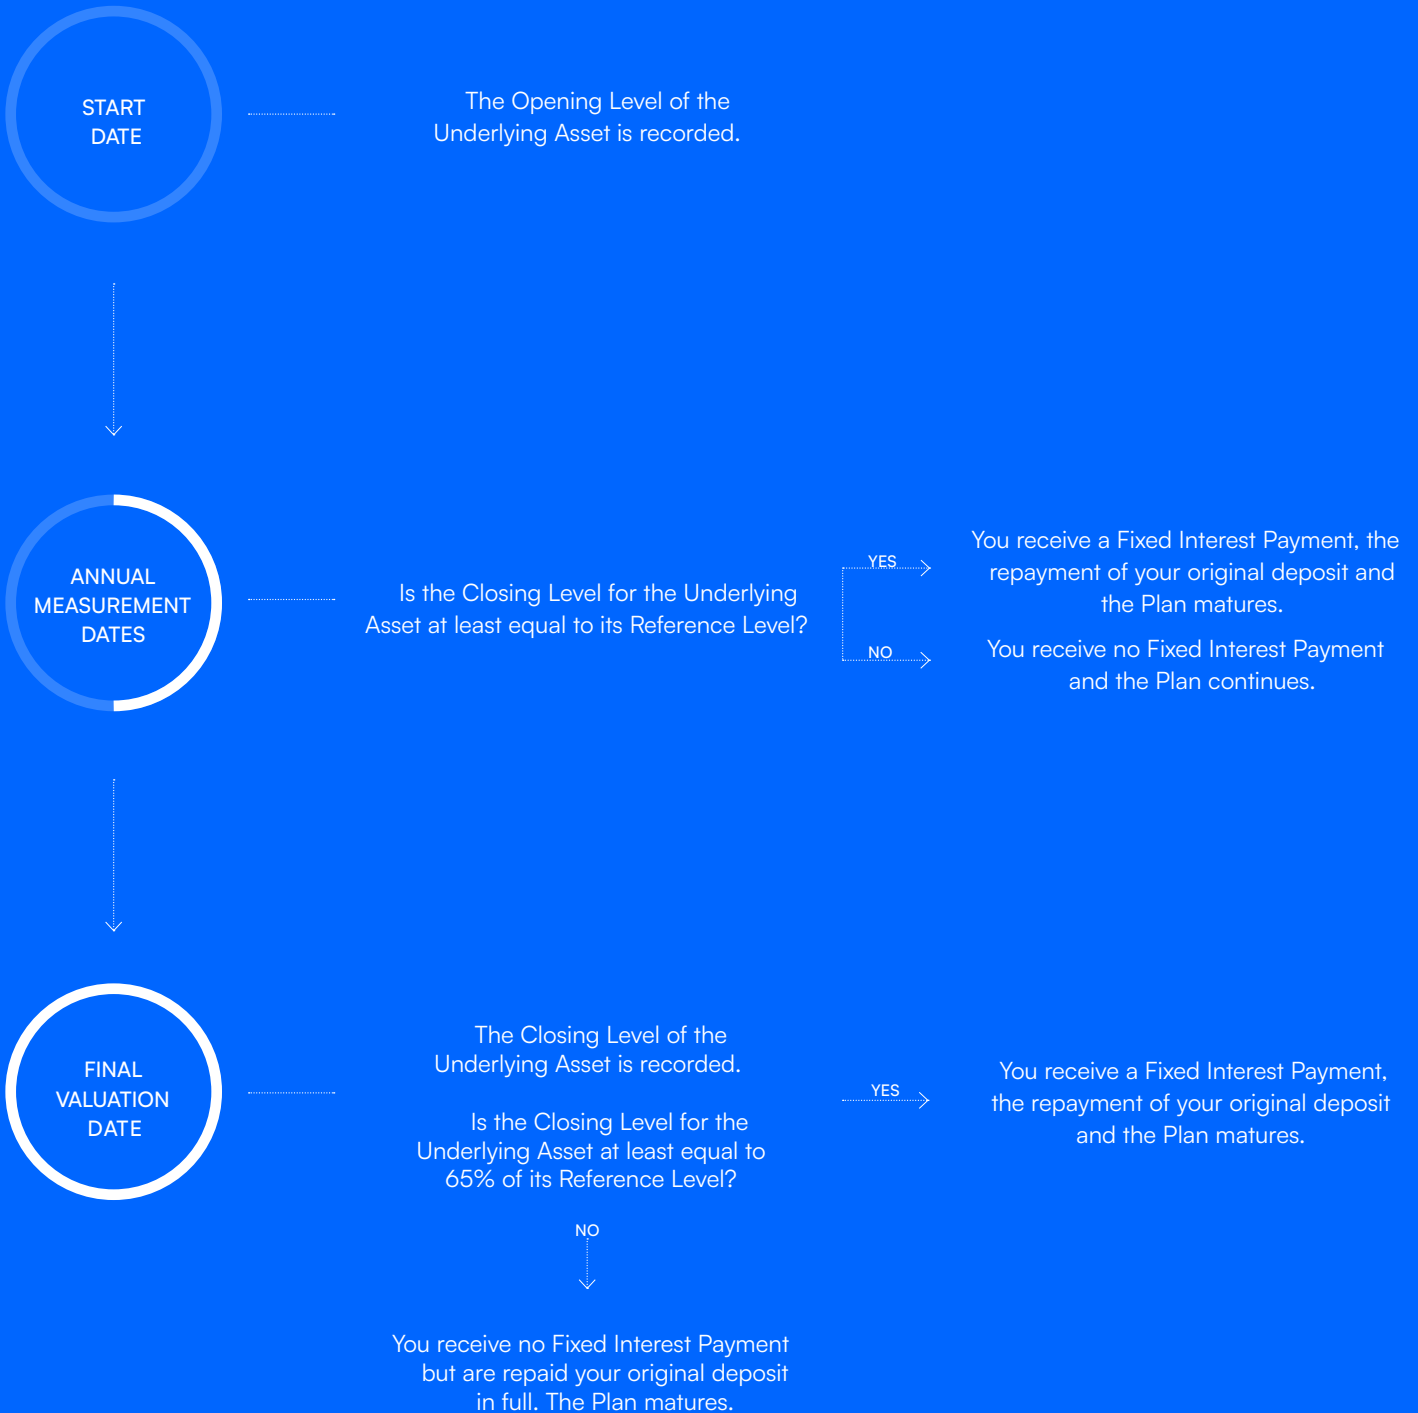 START
DATE
The Opening Level of the
Underlying Asset is recorded.
ANNUAL
MEASUREMENT
DATES
Is the Closing Level for the Underlying
Asset at least equal to its Reference Level?
YES
You receive a Fixed Interest Payment, the
repayment of your original deposit and
the Plan matures.
NO
You receive no Fixed Interest Payment
and the Plan continues.
FINAL
VALUATION
DATE
The Closing Level of the
Underlying Asset is recorded.
Is the Closing Level for the
Underlying Asset at least equal to
65% of its Reference Level?
YES
You receive a Fixed Interest Payment,
the repayment of your original deposit
and the Plan matures.
NO
You receive no Fixed Interest Payment
but are repaid your original deposit
in full. The Plan matures.